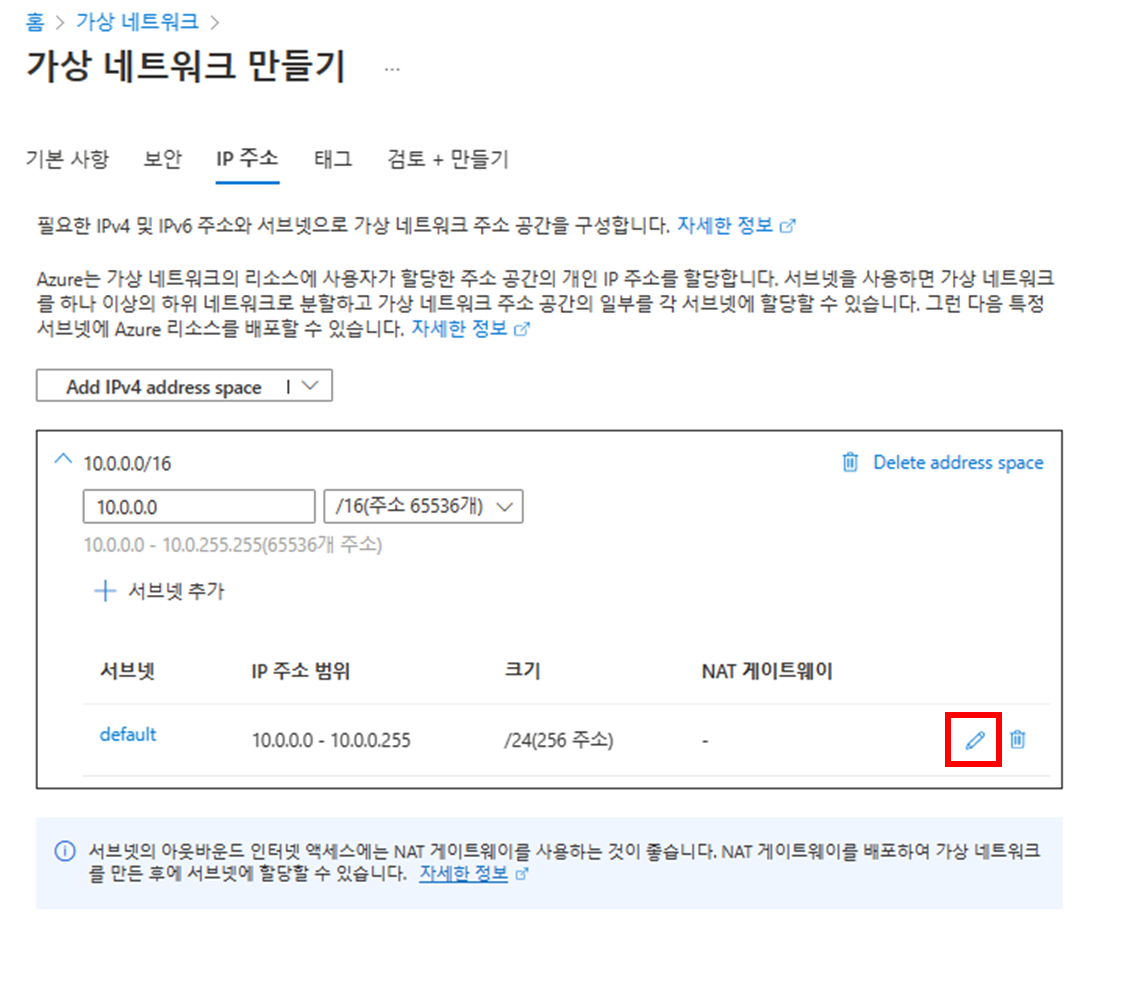 홈 > 가상 네트워크 >
가상 네트워크 만들기 ...
기본 사항 보안 IP 주소 태그 검토 + 만들기
필요한 IPv4 및 IPv6 주소와 서브넷으로 가상 네트워크 주소 공간을 구성합니다. 자세한 정보
Azure는 가상 네트워크의 리소스에 사용자가 할당한 주소 공간의 개인 IP 주소를 할당합니다. 서브넷을 사용하면 가상 네트워크
를 하나 이상의 하위 네트워크로 분할하고 가상 네트워크 주소 공간의 일부를 각 서브넷에 할당할 수 있습니다. 그런 다음 특정
서브넷에 Azure 리소스를 배포할 수 있습니다. 자세한 정보
Add IPv4 address space |
10.0.0.0/16 Delete address space
10.0.0.0 /16(주소 65536개)
10.0.0.0 - 10.0.255.255(65536개 주소)
+ 서브넷 추가
서브넷 IP 주소 범위 크기 NAT 게이트웨이
default 10.0.0.0 - 10.0.0.255 /24(256 주소) -
서브넷의 아웃바운드 인터넷 액세스에는 NAT 게이트웨이를 사용하는 것이 좋습니다. NAT 게이트웨이를 배포하여 가상 네트워크
를 만든 후에 서브넷에 할당할 수 있습니다. 자세한 정보